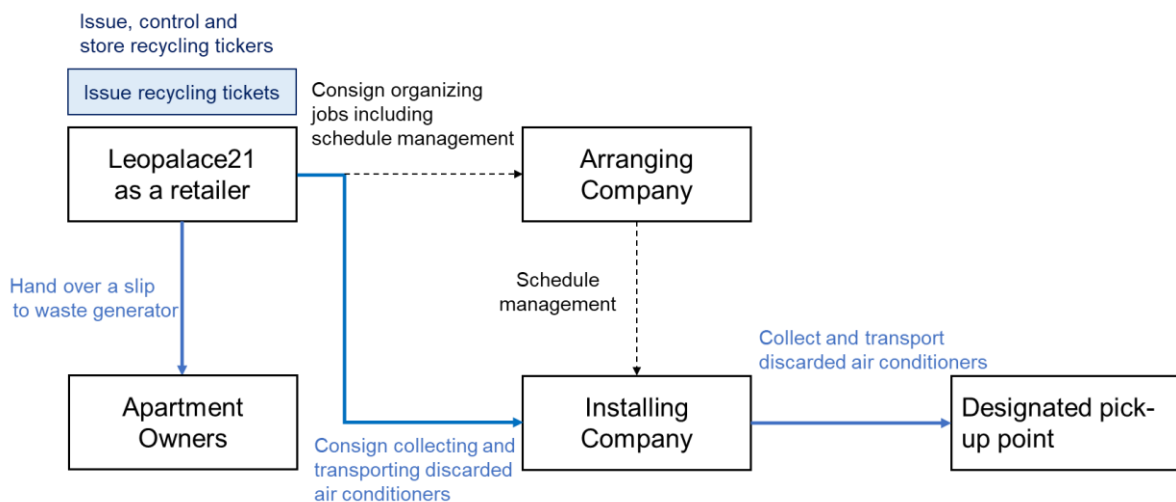 Issue, control and
store recycling tickers
Issue recycling tickets
Leopalace21
as a retailer
Consign organizing
jobs including
schedule management
Arranging
Company
Hand over a slip
to waste generator
Schedule
management
Apartment
Owners
Consign collecting and
transporting discarded
air conditioners
Installing
Company
Collect and transport
discarded air conditioners
Designated pick-
up point